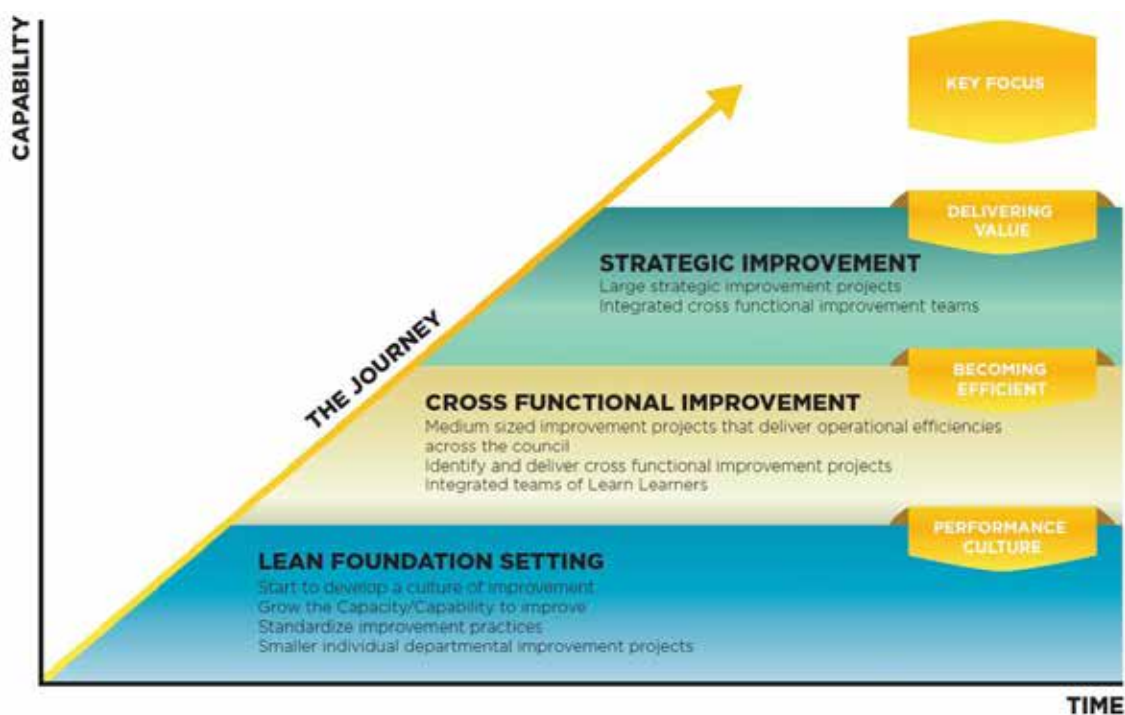 CAPABILITY
KEY FOCUS
DELIVERING
VALUE
STRATEGIC IMPROVEMENT
Large strategic improvement projects
Integrated cross functional improvement teams
THE JOURNEY
BECOMING
EFFICIENT
CROSS FUNCTIONAL IMPROVEMENT
Medium sized improvement projects that deliver operational efficiencies
across the council
Identify and deliver cross functional improvement projects
Integrated teams of Learn Learners
PERFORMANCE
CULTURE
LEAN FOUNDATION SETTING
Start to develop a culture of improvement
Grow the Capacity/Capability to improve
Standardize improvement practices
Smaller individual departmental improvement projects
TIME